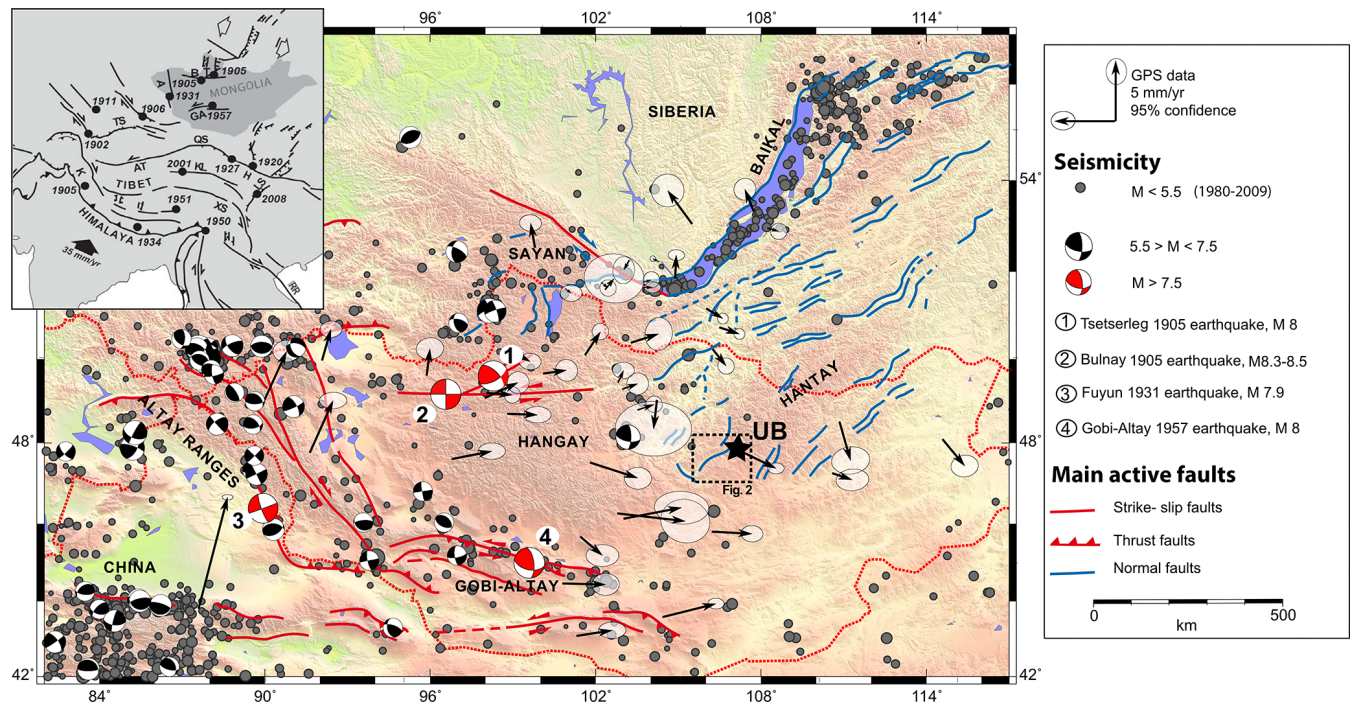 96˚
102˚
108˚
114˚
B T
E
1905
1905
MONGOLIA
A
1931
1911
1906
GA
1957
TS
1902
QS
AT
2001
KL
1927
1920
H
S
K
1905
TIBET
1951
XS
2008
HIMALAYA
1934
1950
35 mm/yr
RR
SIBERIA
BAIKAL
54˚
SAYAN
1
2
HANTAY
ALTAY RANGES
HANGAY
48˚
UB
48˚
Fig. 2
3
4
CHINA
GOBI-ALTAY
42˚
42˚
84
90
96
102
108
114
GPS data
5 mm/yr
95% confidence
Seismicity
M < 5.5 (1980-2009)
5.5 > M < 7.5
M > 7.5
1 Tsetserleg 1905 earthquake, M 8
2 Bulnay 1905 earthquake, M8.3-8.5
3 Fuyun 1931 earthquake, M 7.9
4 Gobi-Altay 1957 earthquake, M 8
Main active faults
Strike- slip faults
Thrust faults
Normal faults
0
500
km